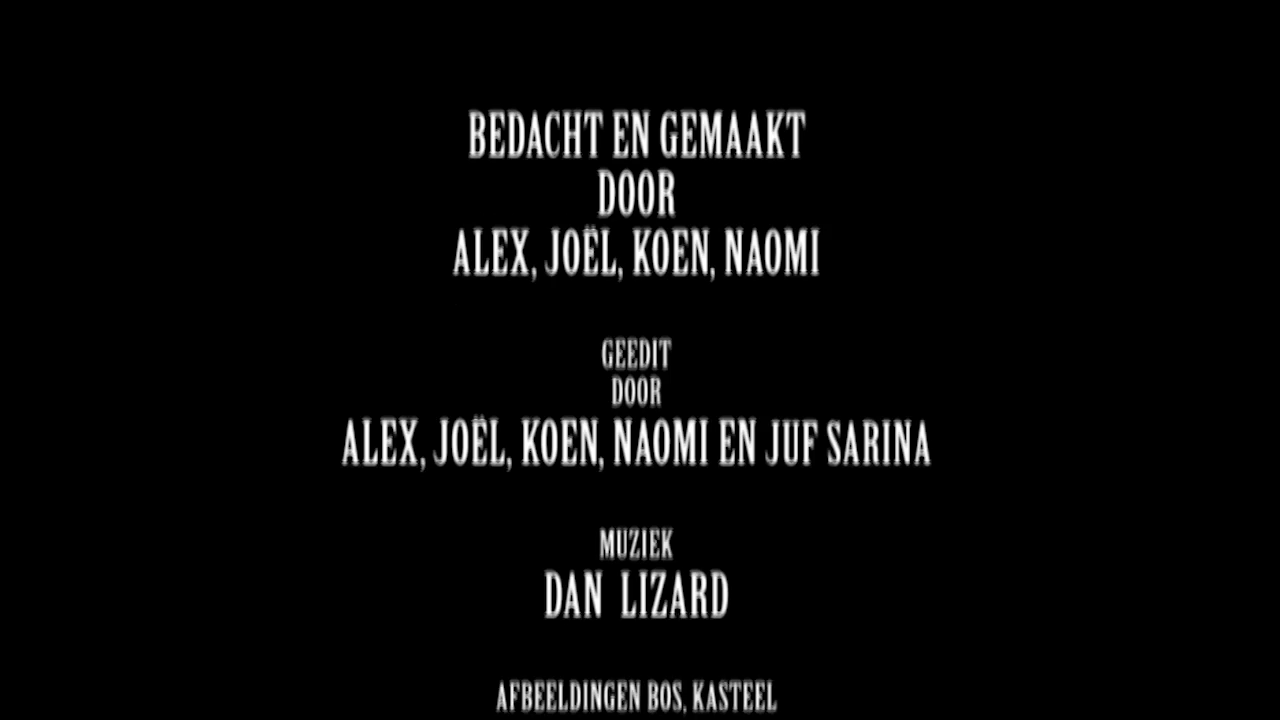 BEDACHT EN GEMAAKT
DOOR
ALEX, JOËL, KOEN, NAOMI
GEEDIT
DOOR
ALEX, JOËL, KOEN, NAOMI EN JUF SARINA
MUZIEK
DAN LIZARD
AFBEELDINGEN BOS, KASTEEL